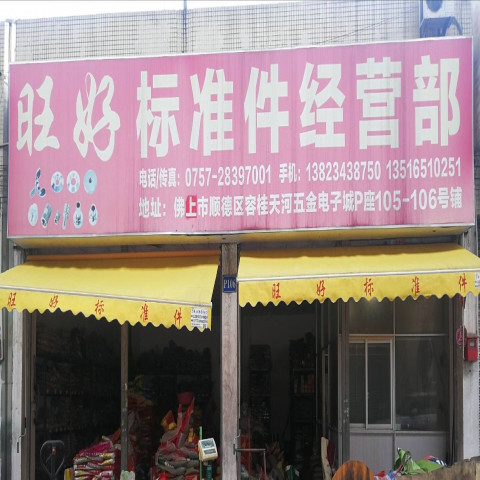 旺好 标准件经营部
电话/传真：0757-28397001 手机：13823438750 13516510251
地址：佛上市顺德区容桂天河五金电子城P座105-106号铺
P106
旺好标准件
旺好标准件